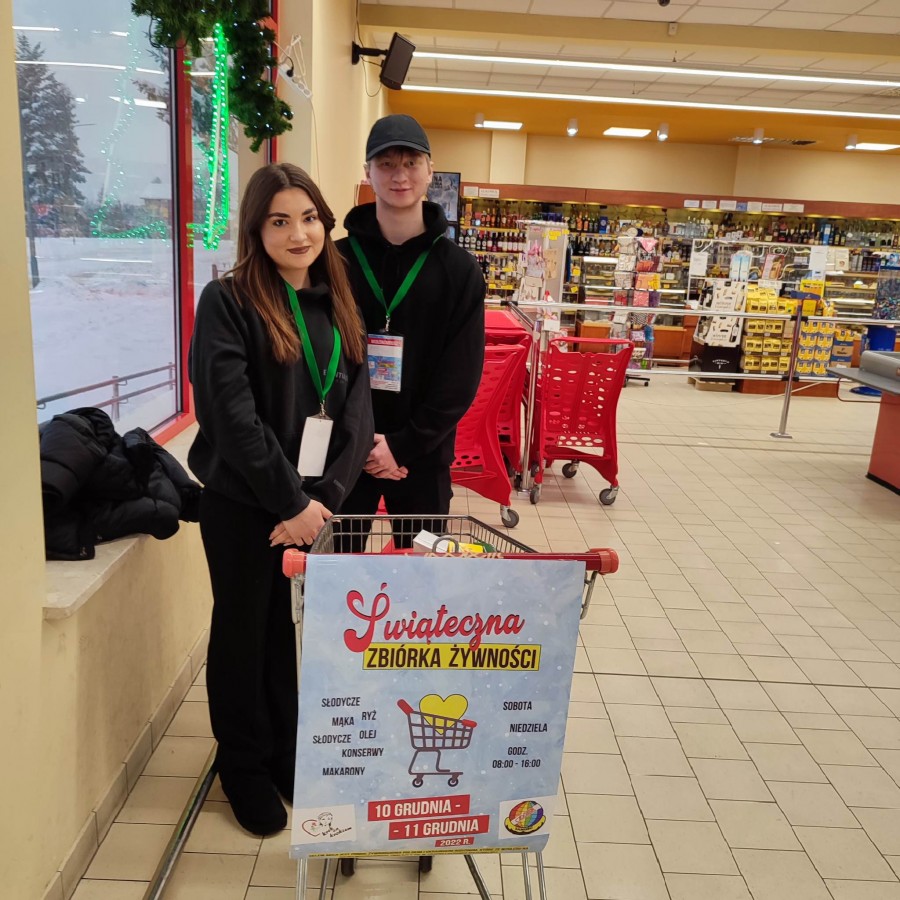 Świąteczna
ZBIÓRKA ŻYWNOŚCI
SŁODYCZE
MĄKA RYŻ
SŁODYCZE OLEJ
KONSERWY
MAKARONY
SOBOTA
NIEDZIELA
GODZ.
08:00 - 16:00
10 GRUDNIA -
- 11 GRUDNIA
2022 R.